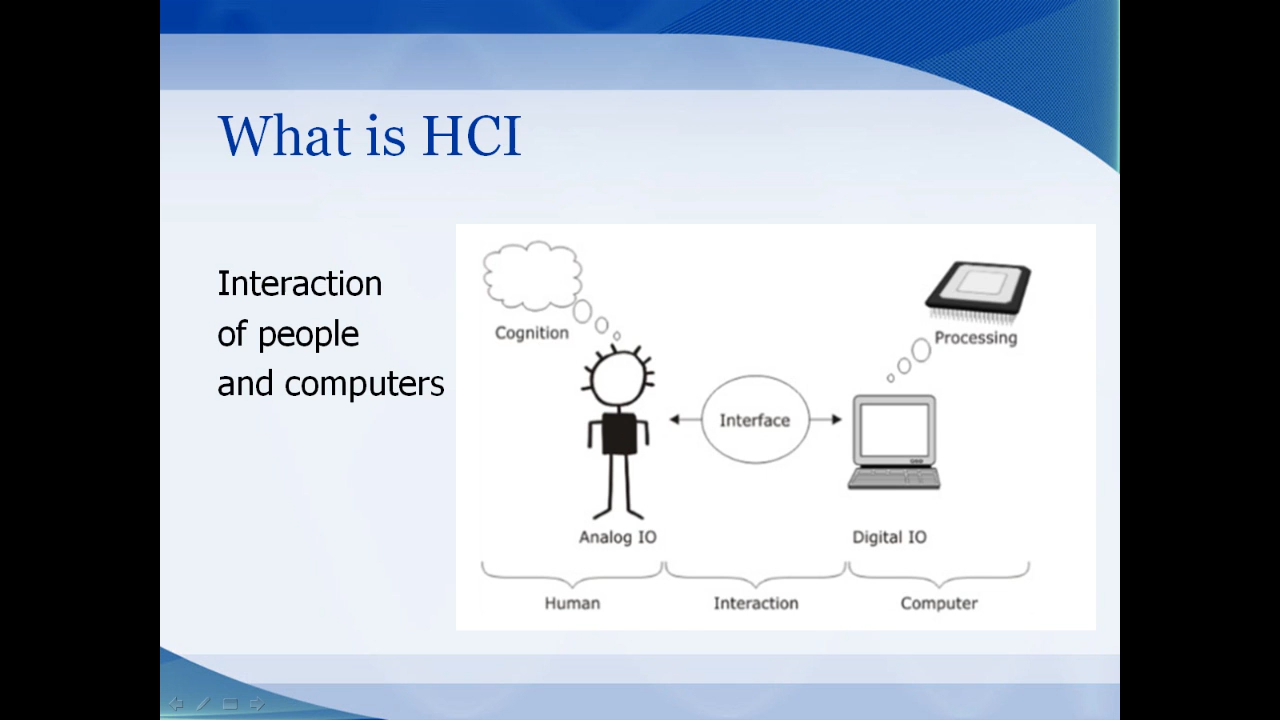 What is HCI
Interaction
of people
and computers
Cognition
Processing
Interface
Analog IO
Digital IO
Human
Interaction
Computer